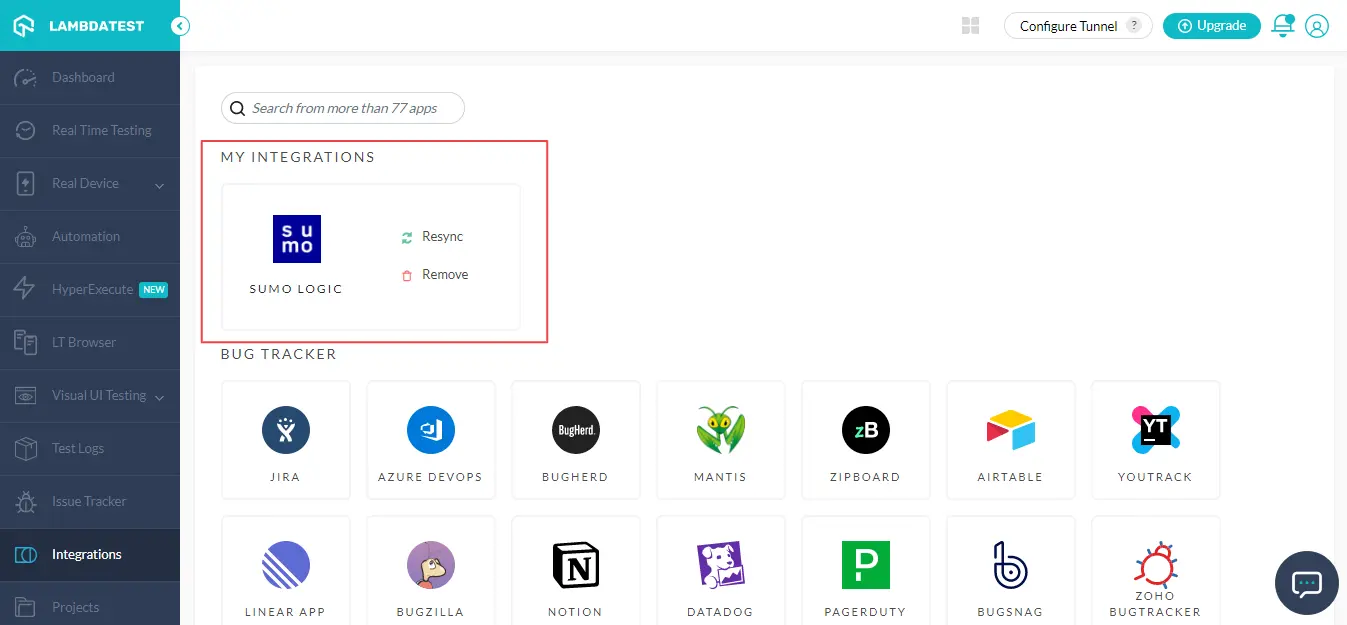 LAMBDATEST
Configure Tunnel ?
Upgrade
Dashboard
Real Time Testing
Real Device
Automation
HyperExecute NEW
LT Browser
Visual UI Testing
Test Logs
Issue Tracker
Integrations
Projects
Search from more than 77 apps
MY INTEGRATIONS
su
mo
SUMO LOGIC
Resync
Remove
BUG TRACKER
JIRA
AZURE DEVOPS
BugHerd.
BUGHERD
MANTIS
zB
ZIPBOARD
AIRTABLE
YT
YOUTRACK
LINEAR APP
BUGZILLA
N
NOTION
DATADOG
P
PAGERDUTY
b
BUGSNAG
ZOHO
BUGTRACKER